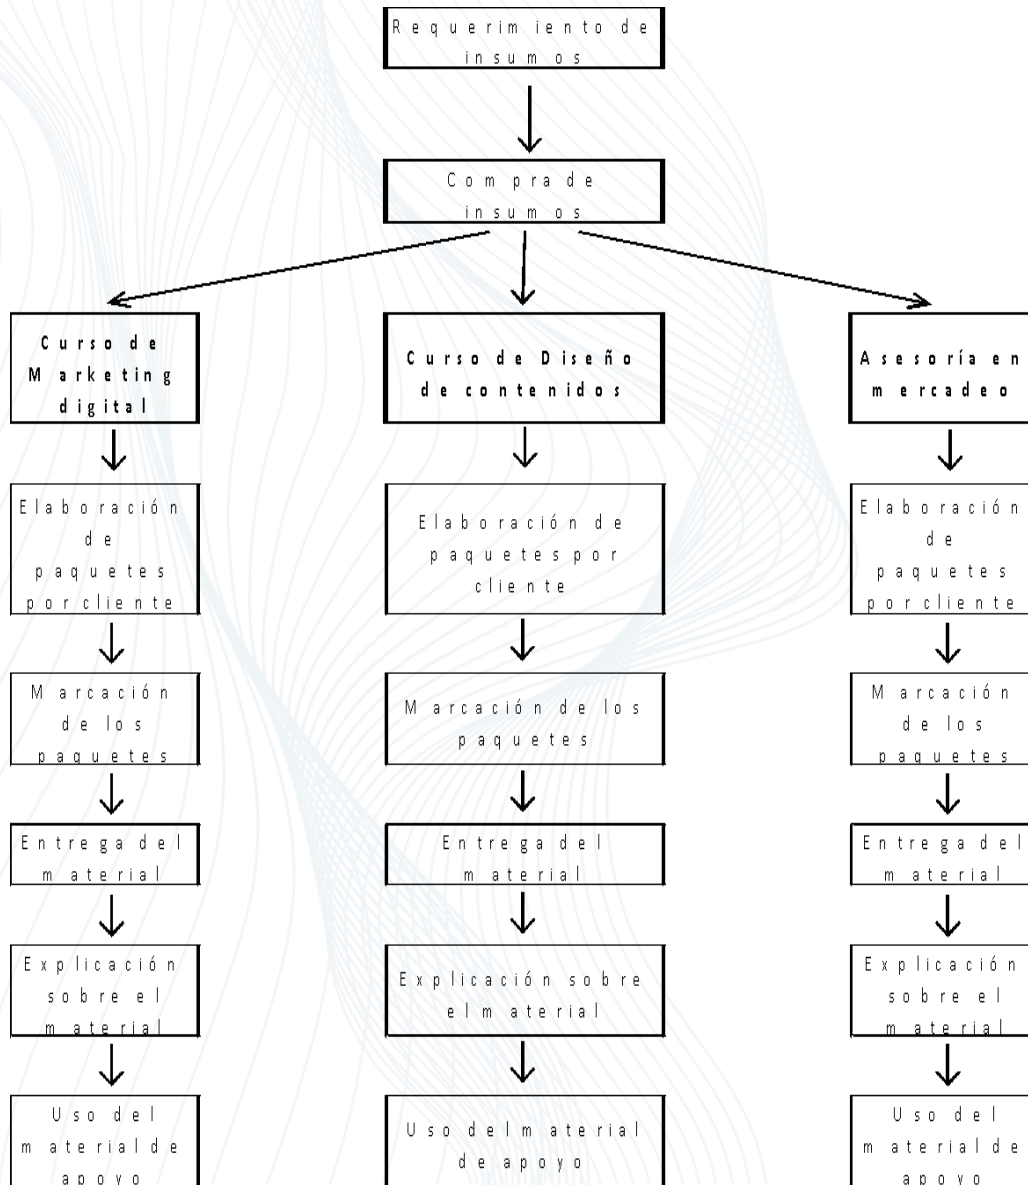 Requerimiento de
insumos
Compra de
insumos
Curso de
Marketing
digital
Curso de Diseño
de contenidos
Asesoría en
mercadeo
Elaboración
de
paquetes
por cliente
Elaboración de
paquetes por
cliente
Elaboración
de
paquetes
por cliente
Marcación
de los
paquetes
Marcación de los
paquetes
Marcación
de los
paquetes
Entrega del
material
Entrega del
material
Entrega del
material
Explicación
sobre el
material
Explicación sobre
el material
Explicación
sobre el
material
Uso del
material de
apoyo
Uso del material
de apoyo
Uso del
material de
apoyo